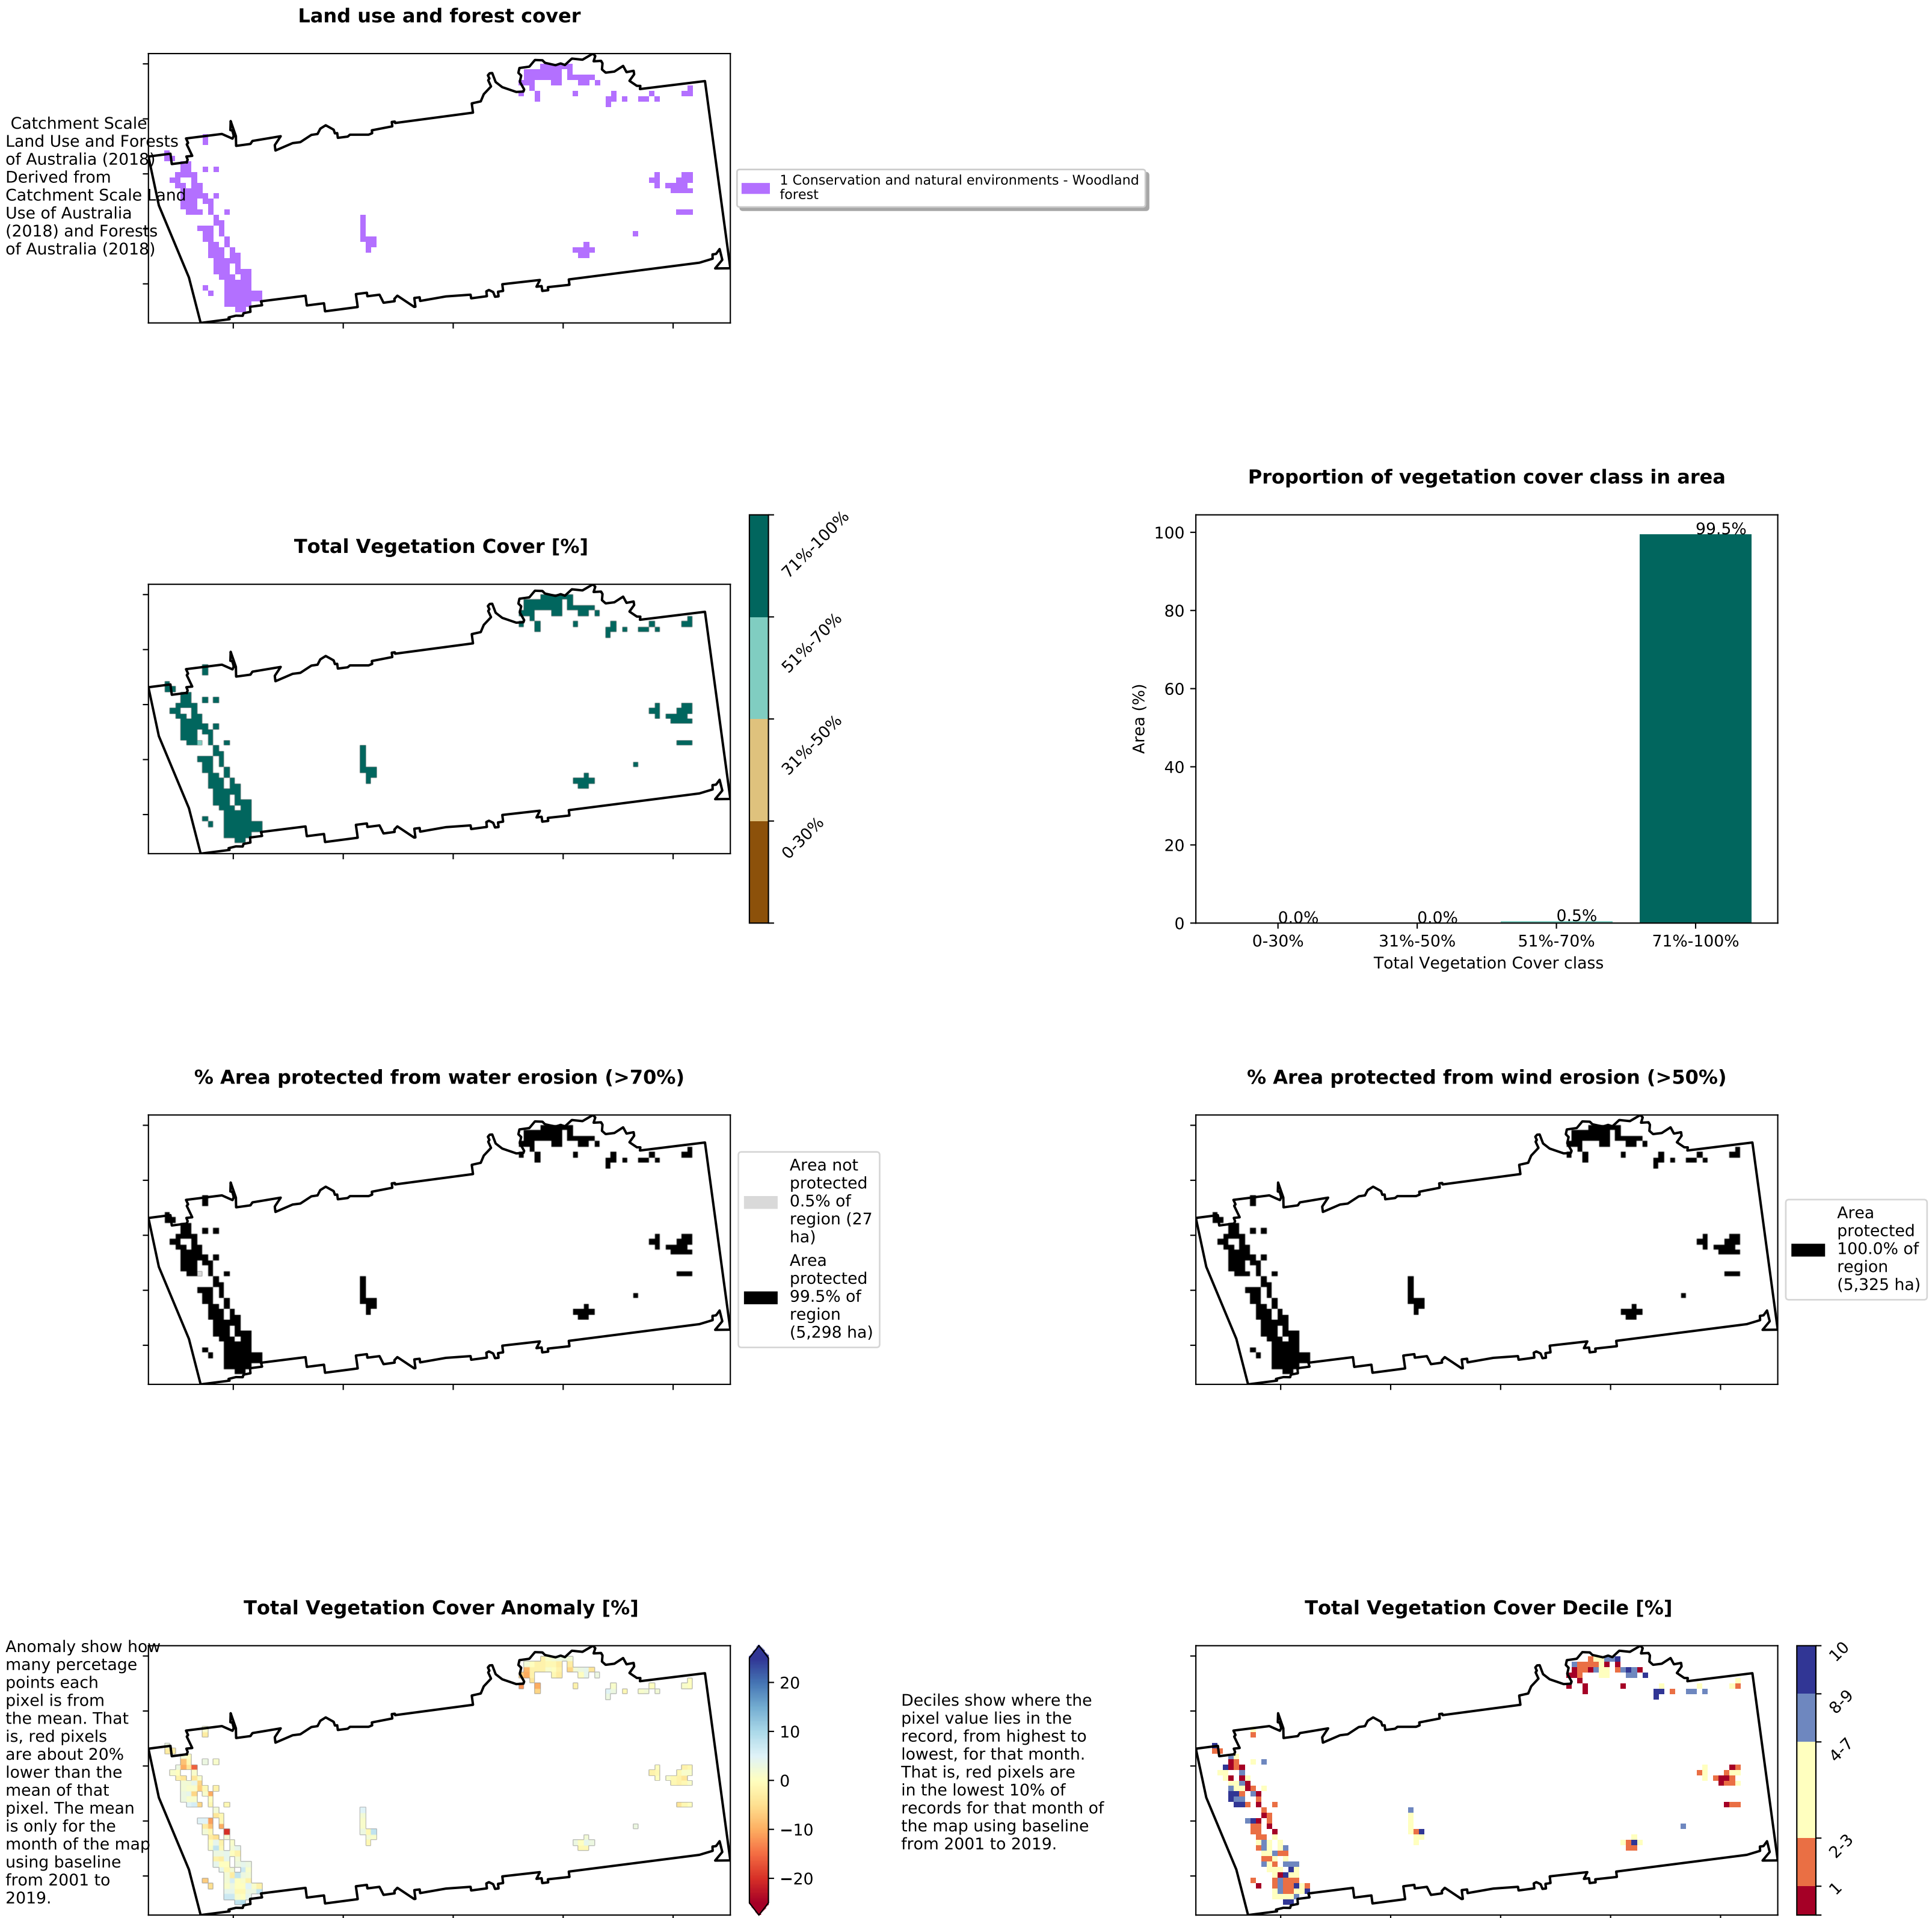 Land use and forest cover
Catchment Scale
Land Use and Forests
of Australia (2018)
Derived from
Catchment Scale Land
Use of Australia
(2018) and Forests
of Australia (2018)
1 Conservation and natural environments - Woodland
forest
Total Vegetation Cover [%]
71%-100%
51%-70%
31%-50%
0-30%
Proportion of vegetation cover class in area
Area (%)
100
80
60
40
20
0
0.0%
0.0%
0.5%
99.5%
0-30%
31%-50%
51%-70%
71%-100%
Total Vegetation Cover class
% Area protected from water erosion (>70%)
Area not
protected
0.5% of
region (27
ha)
Area
protected
99.5% of
region
(5,298 ha)
% Area protected from wind erosion (>50%)
Area
protected
100.0% of
region
(5,325 ha)
Total Vegetation Cover Anomaly [%]
Anomaly show how
many percetage
points each
pixel is from
the mean. That
is, red pixels
are about 20%
lower than the
mean of that
pixel. The mean
is only for the
month of the map
using baseline
from 2001 to
2019.
20
10
0
−10
−20
Total Vegetation Cover Decile [%]
Deciles show where the
pixel value lies in the
record, from highest to
lowest, for that month.
That is, red pixels are
in the lowest 10% of
records for that month of
the map using baseline
from 2001 to 2019.
10
8-9
4-7
2-3
1